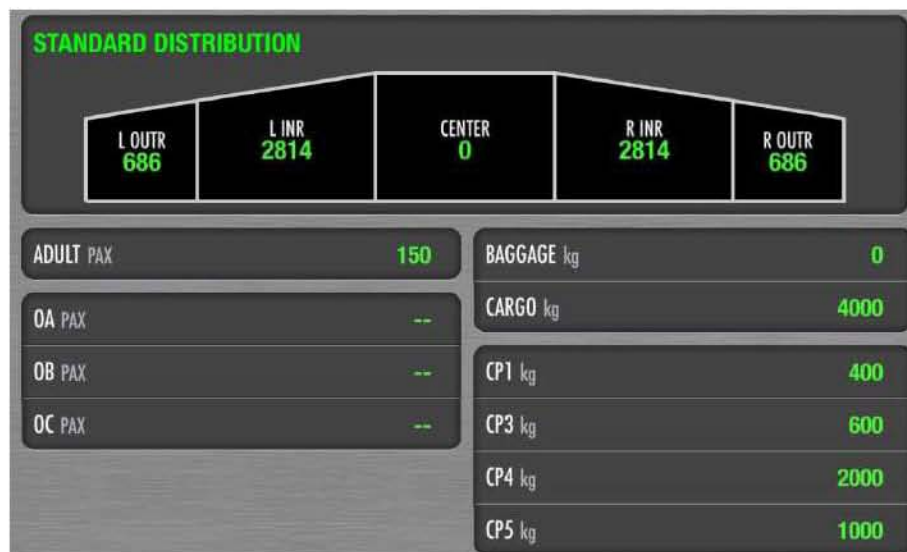 STANDARD DISTRIBUTION
L OUTR
686
L INR
2814
CENTER
0
R INR
2814
R OUTR
686
ADULT PAX 150
OA PAX --
OB PAX --
OC PAX --
BAGGAGE kg 0
CARGO kg 4000
CP1 kg 400
CP3 kg 600
CP4 kg 2000
CP5 kg 1000